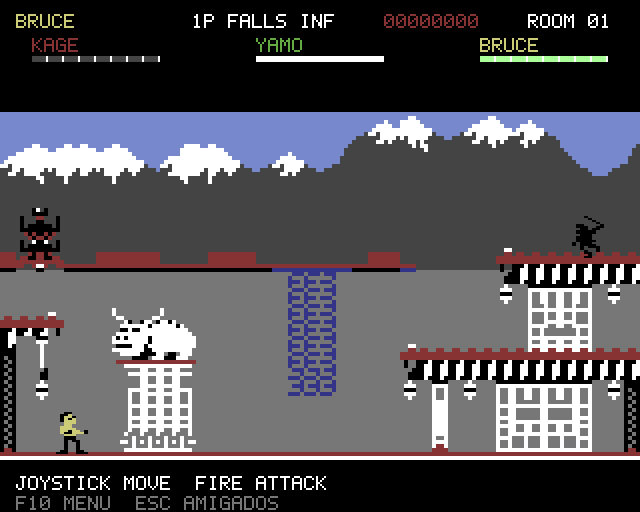 BRUCE 1P FALLS INF 00000000 ROOM 01
KAGE YAMO BRUCE
JOYSTICK MOVE FIRE ATTACK
F10 MENU ESC AMIGADOS